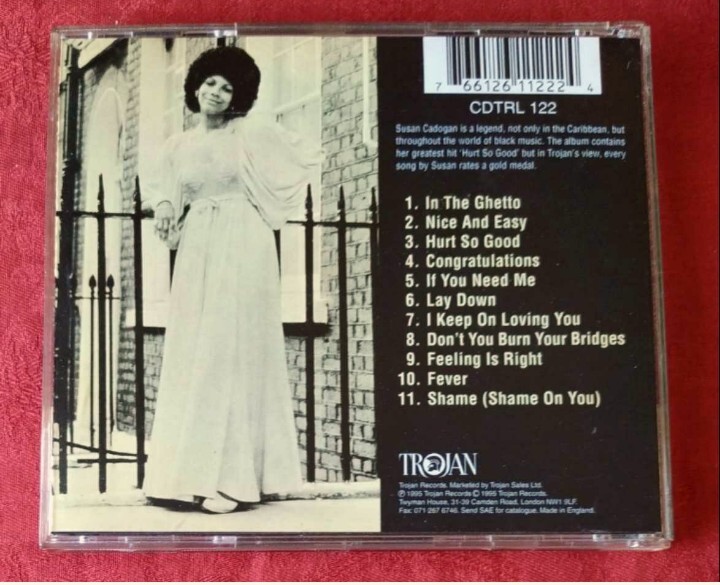 7 66126 11222 4
CDTRL 122
Susan Cadogan is a legend, not only in the Caribbean, but
throughout the world of black music. The album contains
her greatest hit 'Hurt So Good' but in Trojan's view, every
song by Susan rates a gold medal.
1. In The Ghetto
2. Nice And Easy
3. Hurt So Good
4. Congratulations
5. If You Need Me
6. Lay Down
7. I Keep On Loving You
8. Don't You Burn Your Bridges
9. Feeling Is Right
10. Fever
11. Shame (Shame On You)
TROJAN
Trojan Records. Marketed by Trojan Sales Ltd.
℗ 1995 Trojan Records © 1995 Trojan Records.
Twyman House, 31-39 Camden Road, London NW1 9LF.
Fax: 071 267 6746. Send SAE for catalogue. Made in England.